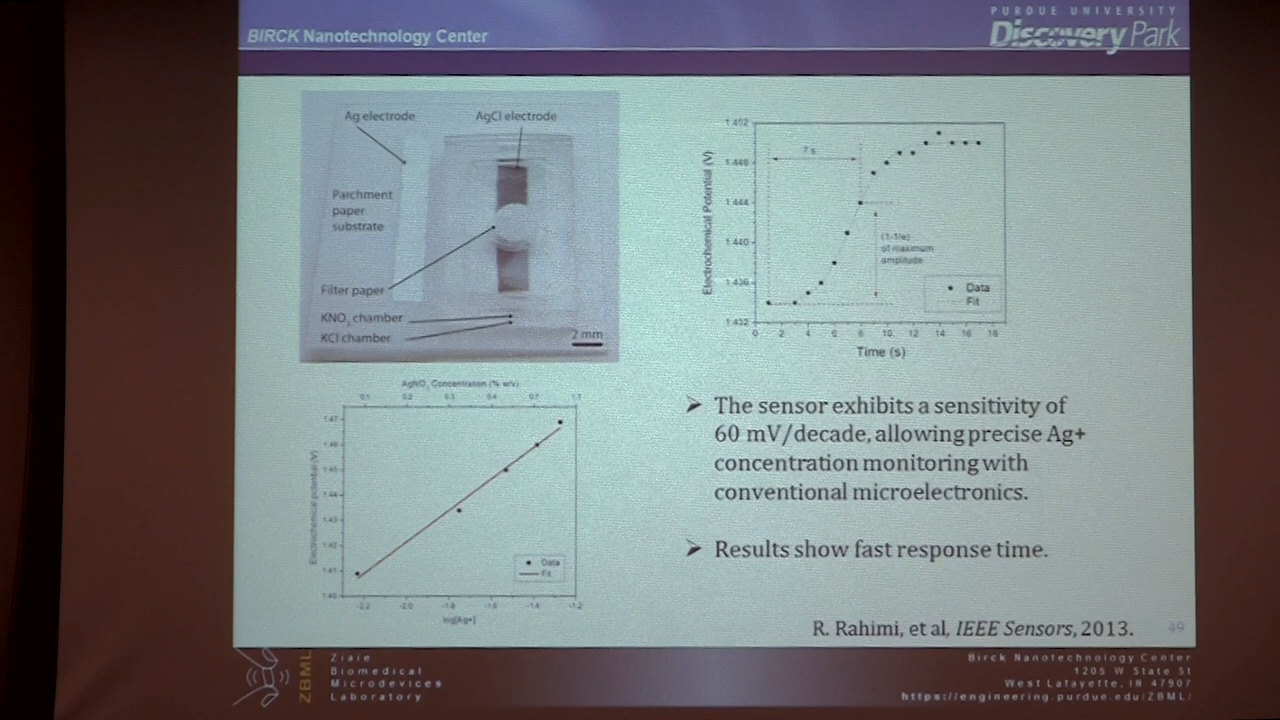 BIRCK Nanotechnology Center
PURDUE UNIVERSITY
Discovery Park
Ag electrode
AgCl electrode
Parchment
paper
substrate
Filter paper
KNO3 chamber
KCl chamber
2 mm
1.452
1.448
1.444
1.440
1.436
1.432
Electrochemical Potential (V)
7 s
(1-1/e)
of maximum
amplitude
Data
Fit
0 2 4 6 8 10 12 14 16 18
Time (s)
AgNO3 Concentration (% w/v)
0.1 0.2 0.3 0.4 0.7 1.1
1.47
1.46
1.45
1.44
1.43
1.42
1.41
1.40
Electrochemical potential (V)
Data
Fit
-2.2 -2.0 -1.8 -1.6 -1.4 -1.2
log[Ag+]
➢ The sensor exhibits a sensitivity of
60 mV/decade, allowing precise Ag+
concentration monitoring with
conventional microelectronics.
➢ Results show fast response time.
R. Rahimi, et al, IEEE Sensors, 2013.
49
ZBML
Ziaie
Biomedical
Microdevices
Laboratory
Birck Nanotechnology Center
1205 W State St
West Lafayette, IN 47907
https://engineering.purdue.edu/ZBML/